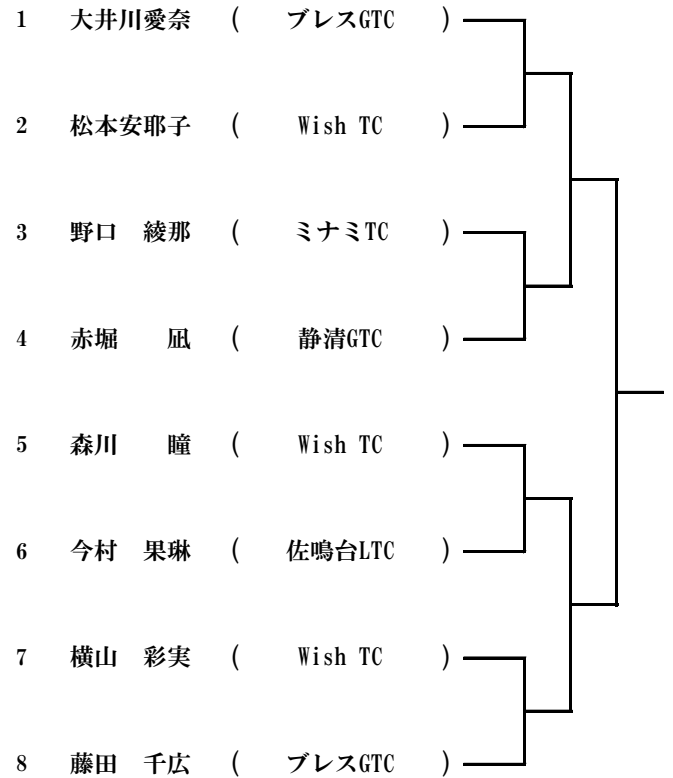 1 大井川愛奈 ( ブレスGTC )
2 松本安耶子 ( Wish TC )
3 野口 綾那 ( ミナミTC )
4 赤堀 凪 ( 静清GTC )
5 森川 瞳 ( Wish TC )
6 今村 果琳 ( 佐鳴台LTC )
7 横山 彩実 ( Wish TC )
8 藤田 千広 ( ブレスGTC )